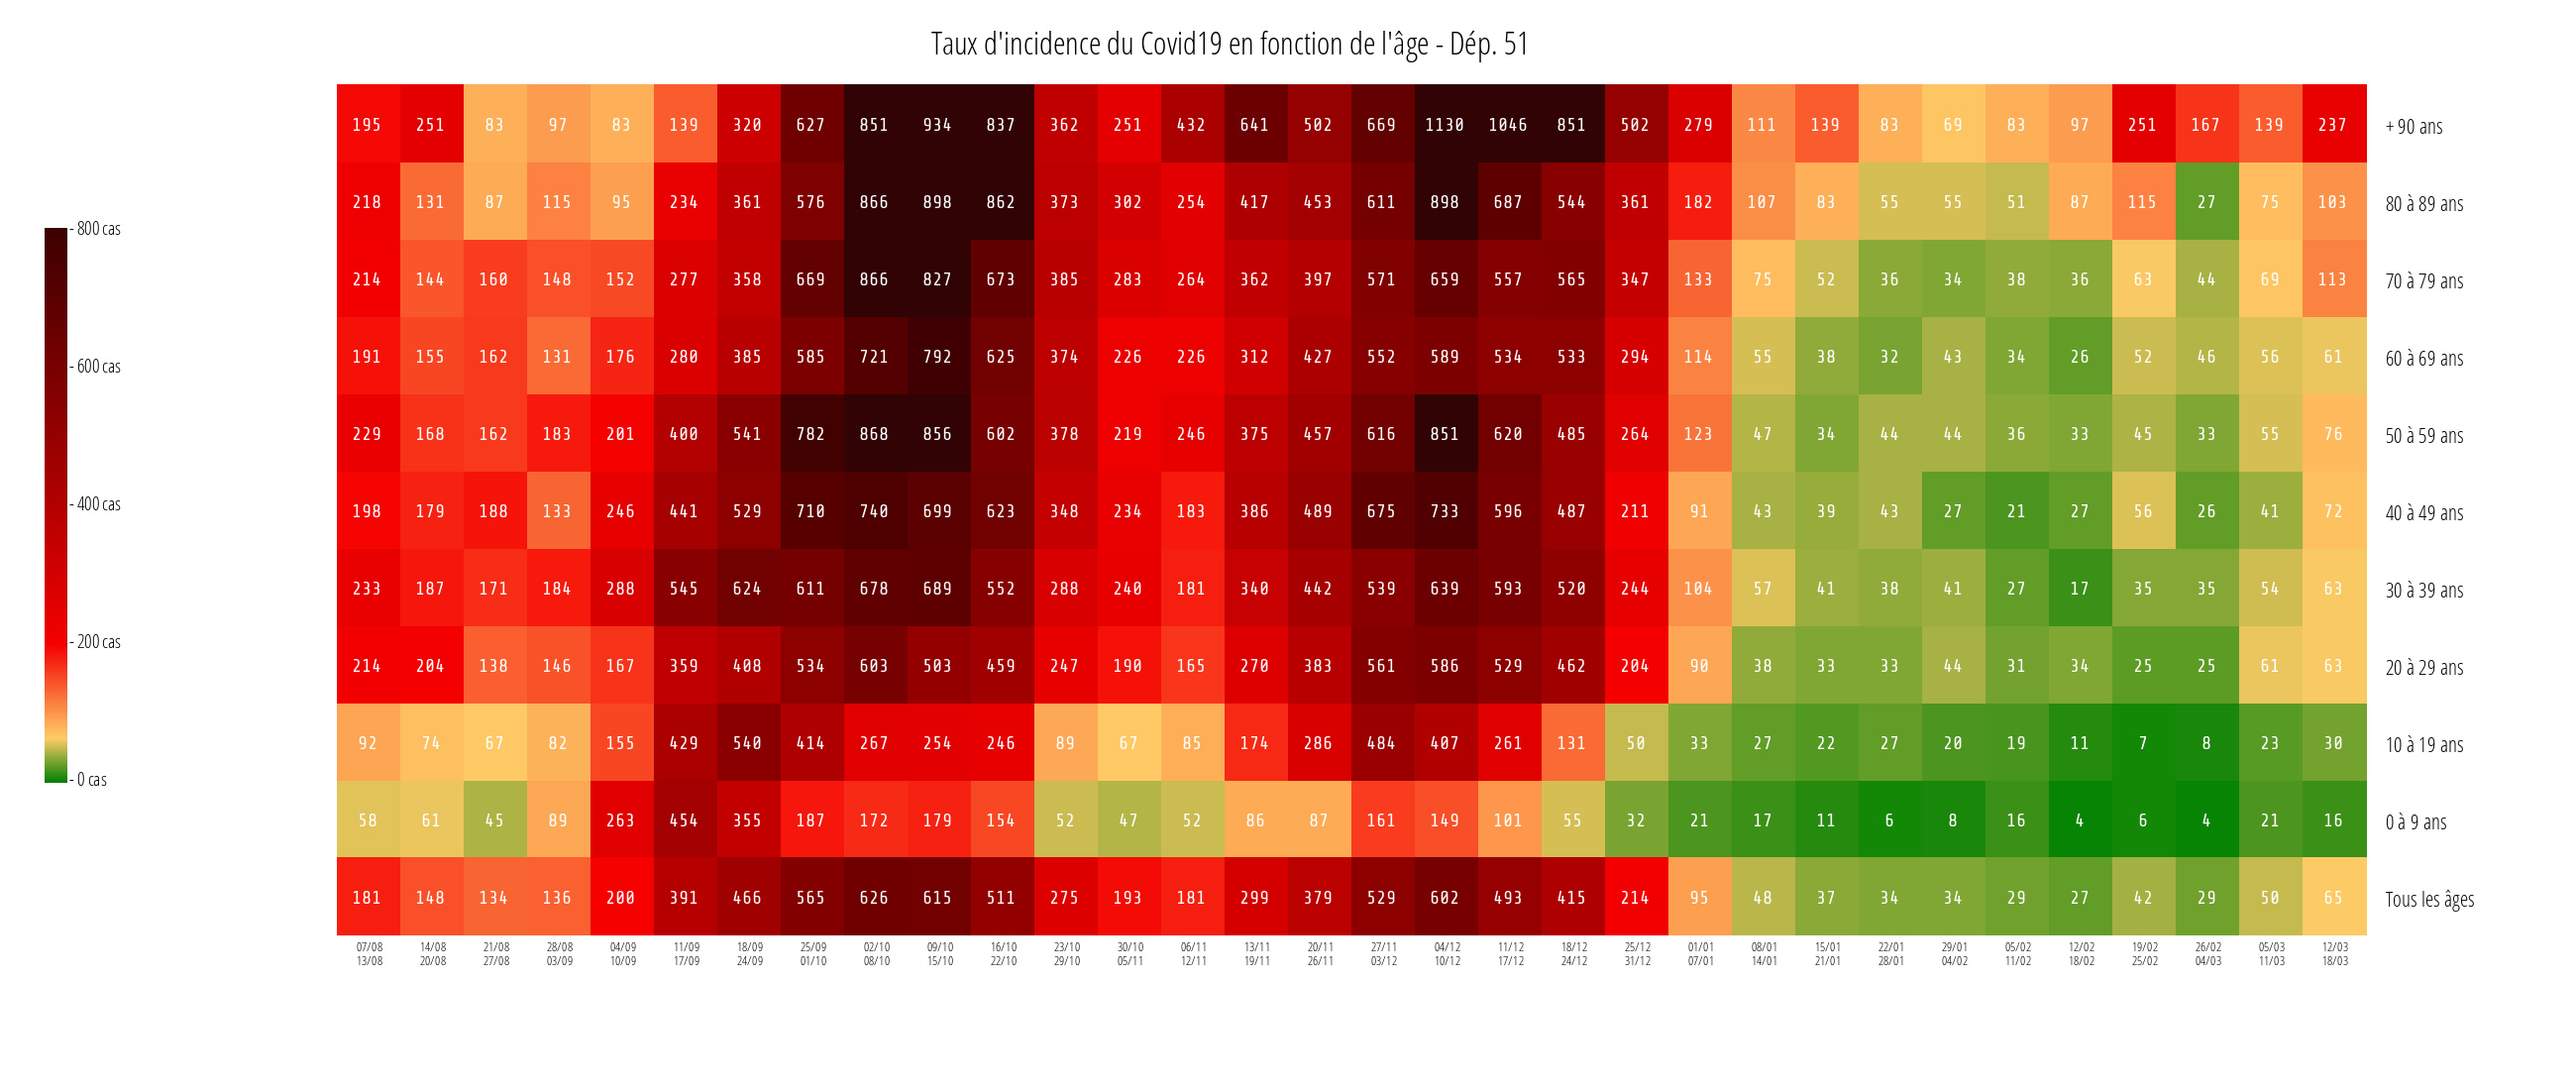 Taux d'incidence du Covid19 en fonction de l'âge - Dép. 51
- 800 cas
- 600 cas
- 400 cas
- 200 cas
- 0 cas
195 251 83 97 83 139 320 627 851 934 837 362 251 432 641 502 669 1130 1046 851 502 279 111 139 83 69 83 97 251 167 139 237 + 90 ans
218 131 87 115 95 234 361 576 866 898 862 373 302 254 417 453 611 898 687 544 361 182 107 83 55 55 51 87 115 27 75 103 80 à 89 ans
214 144 160 148 152 277 358 669 866 827 673 385 283 264 362 397 571 659 557 565 347 133 75 52 36 34 38 36 63 44 69 113 70 à 79 ans
191 155 162 131 176 280 385 585 721 792 625 374 226 226 312 427 552 589 534 533 294 114 55 38 32 43 34 26 52 46 56 61 60 à 69 ans
229 168 162 183 201 400 541 782 868 856 602 378 219 246 375 457 616 851 620 485 264 123 47 34 44 44 36 33 45 33 55 76 50 à 59 ans
198 179 188 133 246 441 529 710 740 699 623 348 234 183 386 489 675 733 596 487 211 91 43 39 43 27 21 27 56 26 41 72 40 à 49 ans
233 187 171 184 288 545 624 611 678 689 552 288 240 181 340 442 539 639 593 520 244 104 57 41 38 41 27 17 35 35 54 63 30 à 39 ans
214 204 138 146 167 359 408 534 603 503 459 247 190 165 270 383 561 586 529 462 204 90 38 33 33 44 31 34 25 25 61 63 20 à 29 ans
92 74 67 82 155 429 540 414 267 254 246 89 67 85 174 286 484 407 261 131 50 33 27 22 27 20 19 11 7 8 23 30 10 à 19 ans
58 61 45 89 263 454 355 187 172 179 154 52 47 52 86 87 161 149 101 55 32 21 17 11 6 8 16 4 6 4 21 16 0 à 9 ans
181 148 134 136 200 391 466 565 626 615 511 275 193 181 299 379 529 602 493 415 214 95 48 37 34 34 29 27 42 29 50 65 Tous les âges
07/08 14/08 21/08 28/08 04/09 11/09 18/09 25/09 02/10 09/10 16/10 23/10 30/10 06/11 13/11 20/11 27/11 04/12 11/12 18/12 25/12 01/01 08/01 15/01 22/01 29/01 05/02 12/02 19/02 26/02 05/03 12/03
13/08 20/08 27/08 03/09 10/09 17/09 24/09 01/10 08/10 15/10 22/10 29/10 05/11 12/11 19/11 26/11 03/12 10/12 17/12 24/12 31/12 07/01 14/01 21/01 28/01 04/02 11/02 18/02 25/02 04/03 11/03 18/03